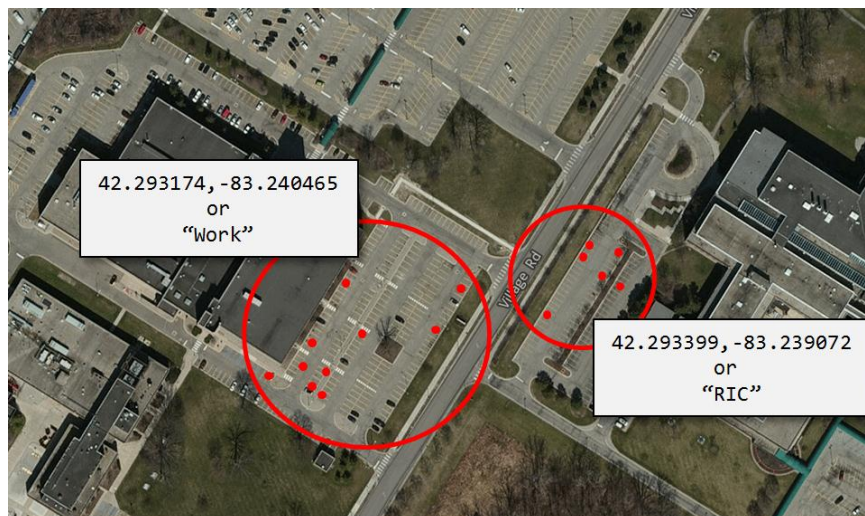 42.293174,-83.240465
or
“Work”
Village Rd
42.293399,-83.239072
or
“RIC”